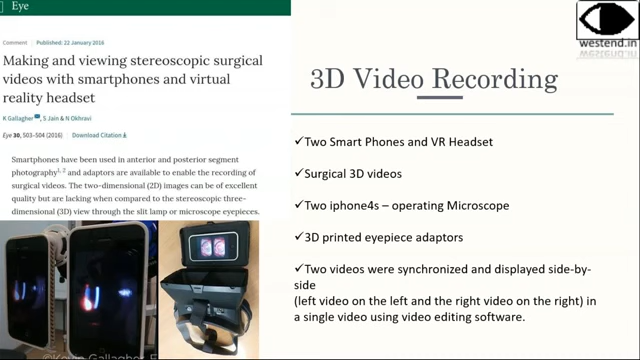 Eye
Comment | Published: 22 January 2016
Making and viewing stereoscopic surgical
videos with smartphones and virtual
reality headset
K Gallagher, S Jain & N Okhravi
Eye 30, 503–504 (2016) | Download Citation
Smartphones have been used in anterior and posterior segment
photography1, 2 and adaptors are available to enable the recording of
surgical videos. The two-dimensional (2D) images can be of excellent
quality but are lacking when compared to the stereoscopic three-
dimensional (3D) view through the slit lamp or microscope eyepieces.
westend.in
3D Video Recording
✓Two Smart Phones and VR Headset
✓Surgical 3D videos
✓Two iphone4s – operating Microscope
✓3D printed eyepiece adaptors
✓Two videos were synchronized and displayed side-by-
side
(left video on the left and the right video on the right) in
a single video using video editing software.
©Kevin Gallagher